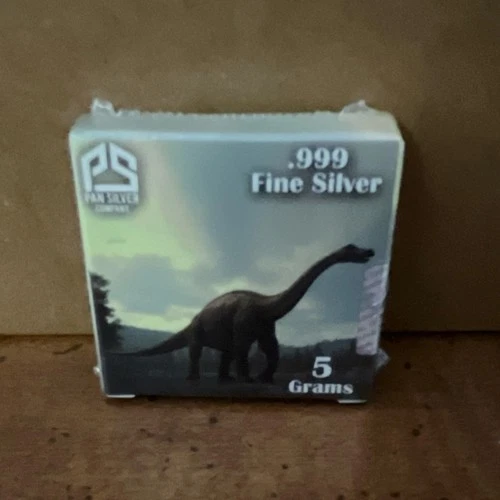 PS
PAN SILVER
COMPANY
.999
Fine Silver
5
Grams